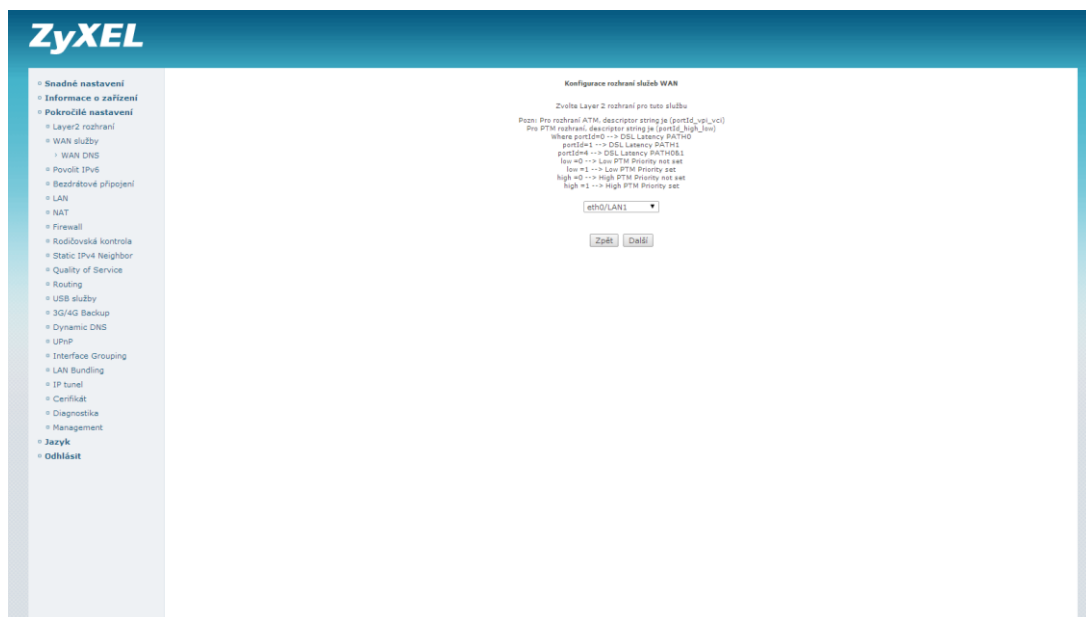 ZyXEL
Snadné nastavení
Informace o zařízení
Pokročilé nastavení
Layer2 rozhraní
WAN služby
WAN DNS
Povolit IPv6
Bezdrátové připojení
LAN
NAT
Firewall
Rodičovská kontrola
Static IPv4 Neighbor
Quality of Service
Routing
USB služby
3G/4G Backup
Dynamic DNS
UPnP
Interface Grouping
LAN Bundling
IP tunel
Cerifikát
Diagnostika
Management
Jazyk
Odhlásit
Konfigurace rozhraní služeb WAN
Zvolte Layer 2 rozhraní pro tuto službu
Pozn: Pro rozhraní ATM, descriptor string je (portId_vpi_vci)
Pro PTM rozhraní, descriptor string je (portId_high_low)
Where portId=0 --> DSL Latency PATH0
portId=1 --> DSL Latency PATH1
portId=4 --> DSL Latency PATH0&1
low =0 --> Low PTM Priority not set
low =1 --> Low PTM Priority set
high =0 --> High PTM Priority not set
high =1 --> High PTM Priority set
eth0/LAN1
Zpět Další